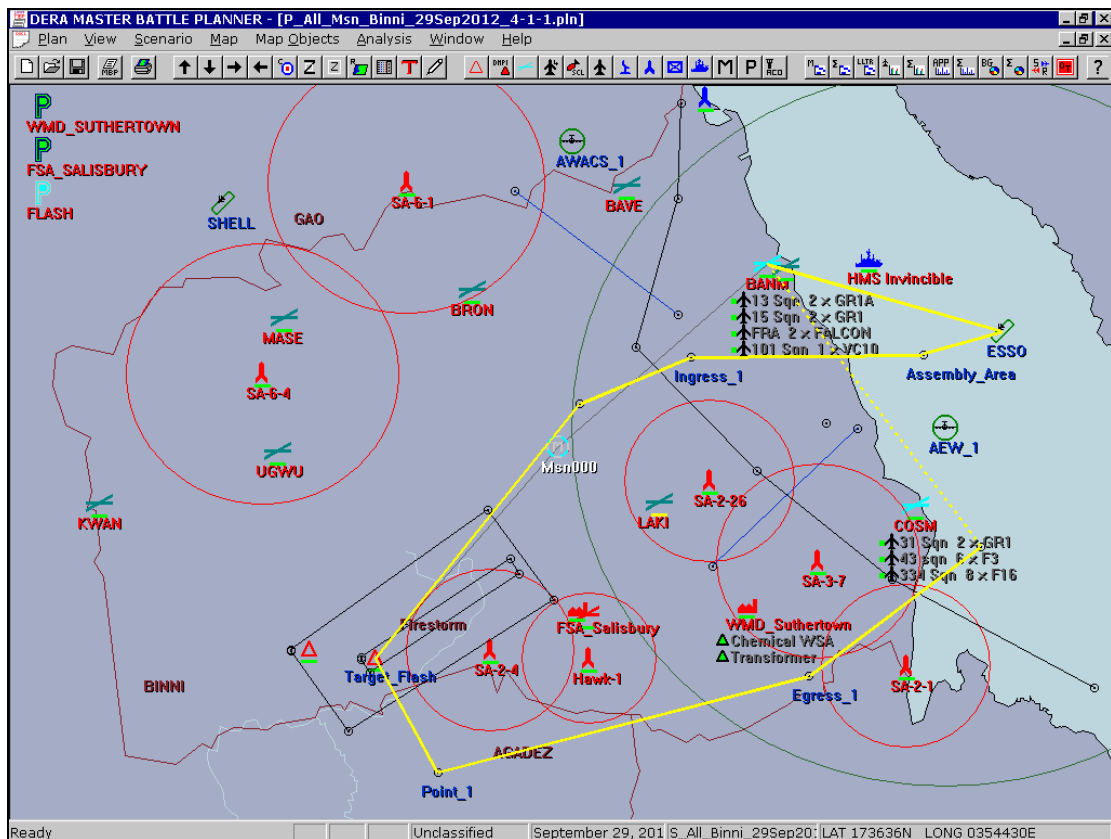 DERA MASTER BATTLE PLANNER - [P_All_Msn_Binni_29Sep2012_4-1-1.pln]
Plan View Scenario Map Map Objects Analysis Window Help
WMD_SUTHERTOWN
FSA_SALISBURY
FLASH
SHELL
GAO
SA-6-1
AWACS_1
BAVE
BANM
HMS Invincible
13 Sqn 2 x GR1A
15 Sqn 2 x GR1
FRA 2 x FALCON
101 Sqn 1 x VC10
ESSO
BRON
MASE
SA-6-4
Ingress_1
Assembly_Area
AEW_1
UGWU
Msn000
KWAN
LAKI
SA-2-26
COSM
31 Sqn 2 x GR1
43 sqn 6 x F3
334 Sqn 8 x F16
SA-3-7
Firestorm
FSA_Salisbury
WMD_Suthertown
Chemical WSA
Transformer
Target_Flash
SA-2-4
Hawk-1
BINNI
Egress_1
SA-2-1
AGADEZ
Point_1
Ready Unclassified September 29, 201 S_All_Binni_29Sep201 LAT 173636N LONG 0354430E